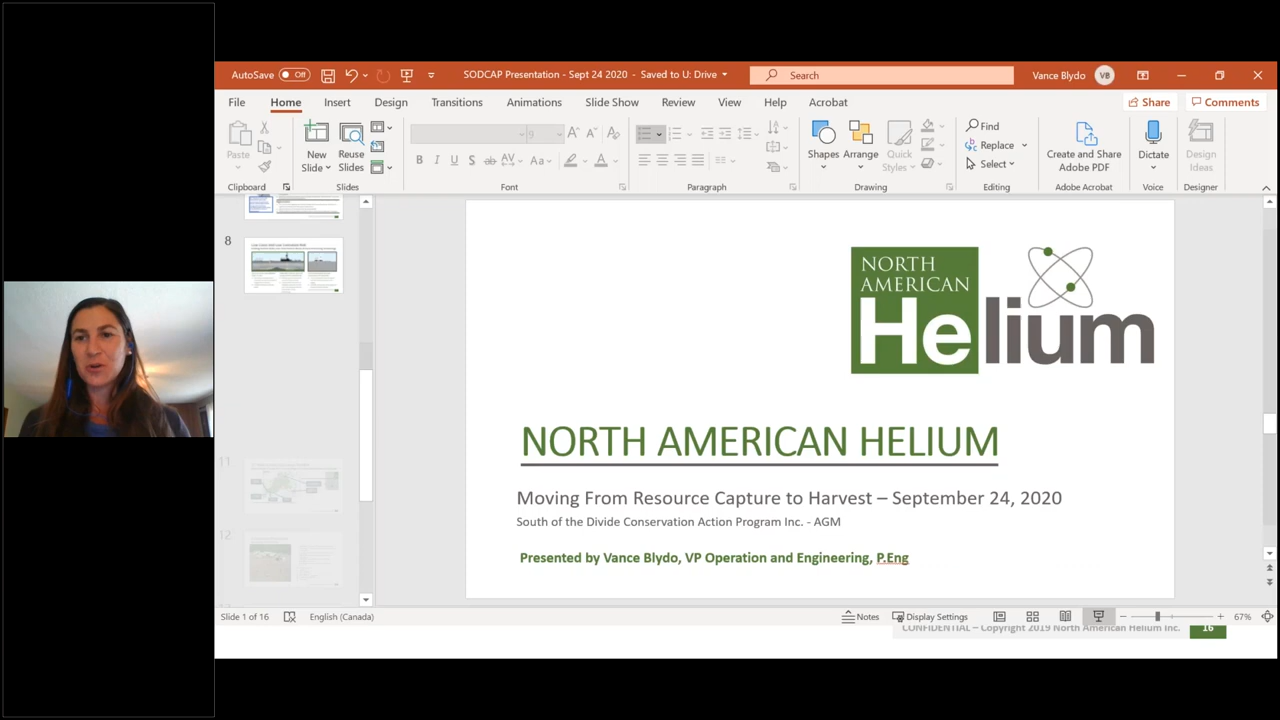 AutoSave Off SODCAP Presentation - Sept 24 2020 - Saved to U: Drive Search Vance Blydo VB
File Home Insert Design Transitions Animations Slide Show Review View Help Acrobat Share Comments
Paste
New Slide
Reuse Slides
9
Shapes
Arrange
Quick Styles
Find
Replace
Select
Create and Share Adobe PDF
Dictate
Design Ideas
Clipboard Slides Font Paragraph Drawing Editing Adobe Acrobat Voice Designer
8
11
12
NORTH
AMERICAN
Helium
NORTH AMERICAN HELIUM
Moving From Resource Capture to Harvest – September 24, 2020
South of the Divide Conservation Action Program Inc. - AGM
Presented by Vance Blydo, VP Operation and Engineering, P.Eng
Slide 1 of 16 English (Canada) Notes Display Settings 67%
CONFIDENTIAL – Copyright 2019 North American Helium Inc. 16